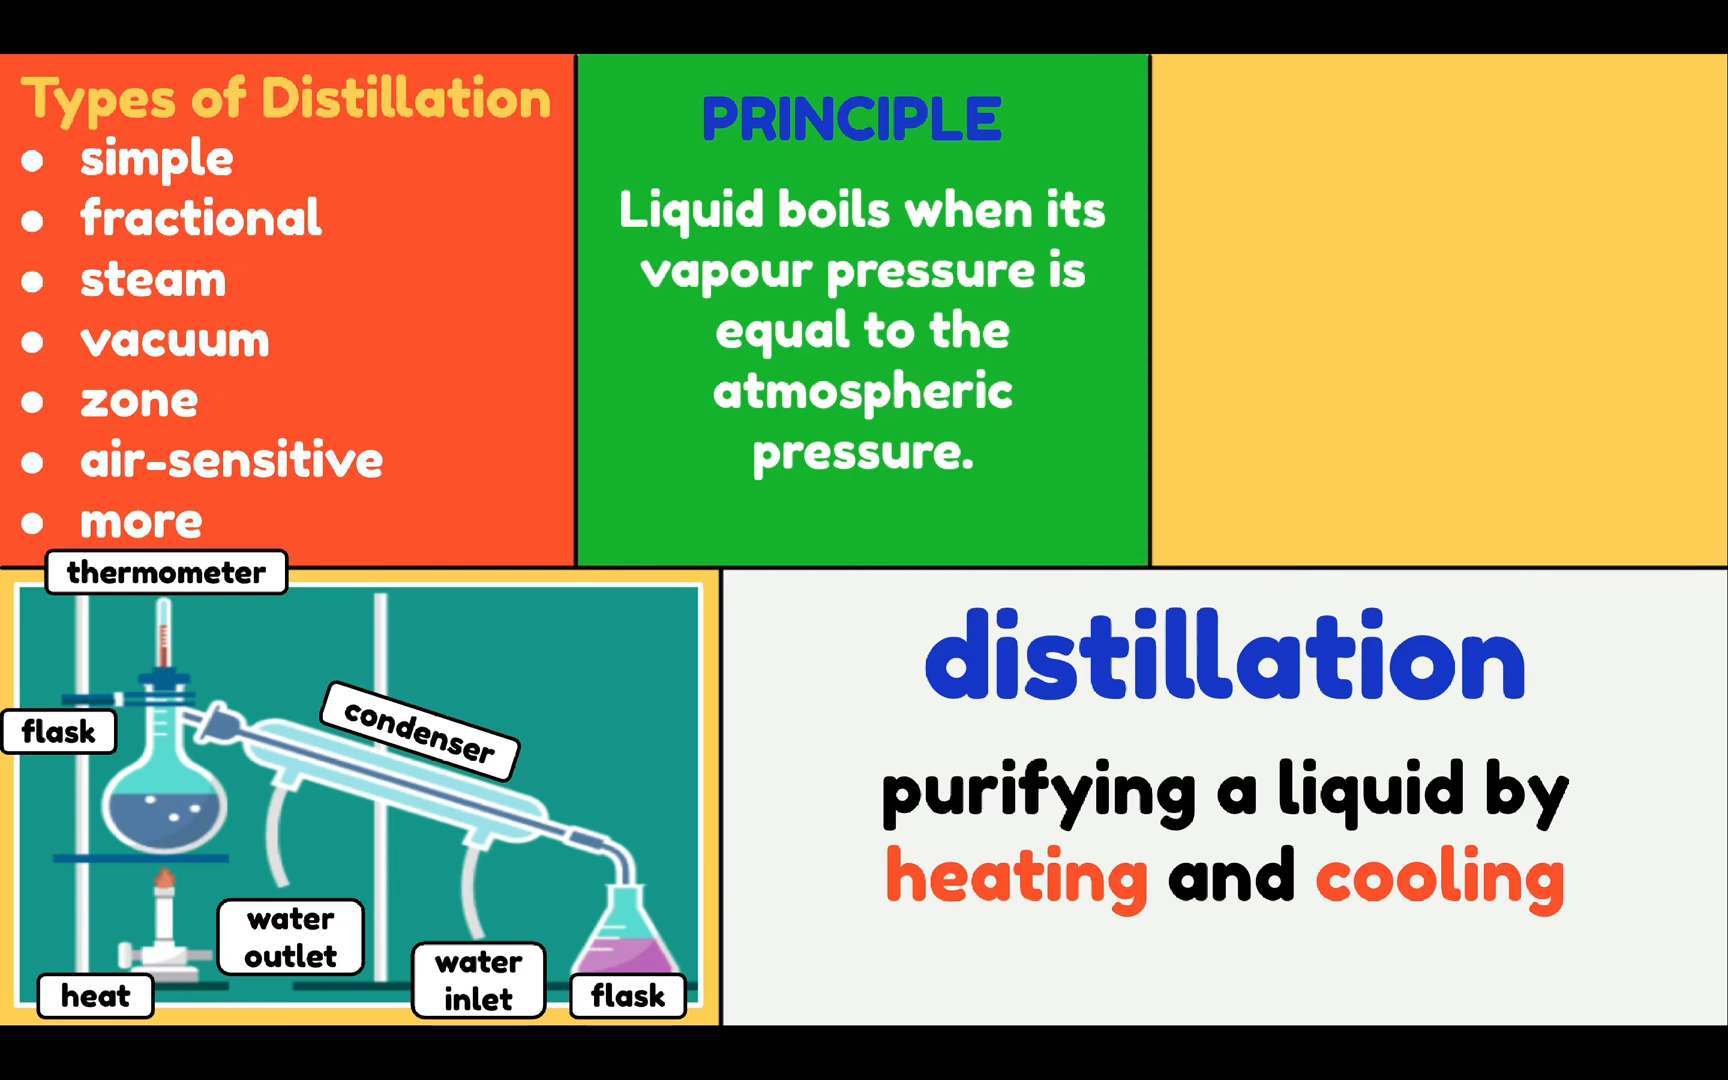 Types of Distillation
simple
fractional
steam
vacuum
zone
air-sensitive
more
PRINCIPLE
Liquid boils when its
vapour pressure is
equal to the
atmospheric
pressure.
thermometer
flask
condenser
water
outlet
water
inlet
heat
flask
distillation
purifying a liquid by
heating and cooling